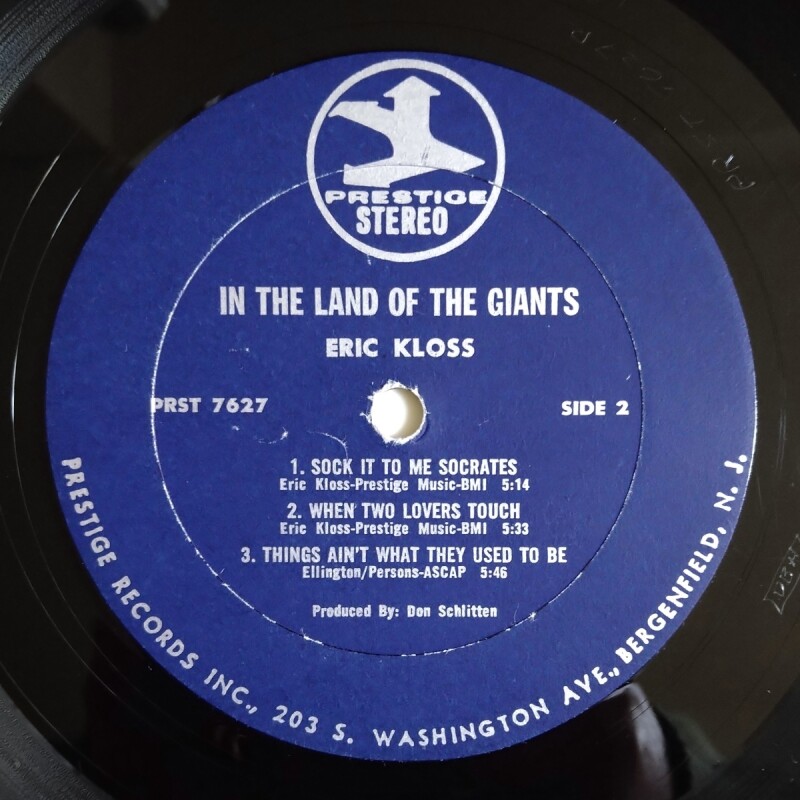 PRESTIGE
STEREO
IN THE LAND OF THE GIANTS
ERIC KLOSS
PRST 7627
SIDE 2
1. SOCK IT TO ME SOCRATES
Eric Kloss-Prestige Music-BMI 5:14
2. WHEN TWO LOVERS TOUCH
Eric Kloss-Prestige Music-BMI 5:33
3. THINGS AIN'T WHAT THEY USED TO BE
Ellington/Persons-ASCAP 5:46
Produced By: Don Schlitten
PRESTIGE RECORDS INC., 203 S. WASHINGTON AVE., BERGENFIELD, N. J.